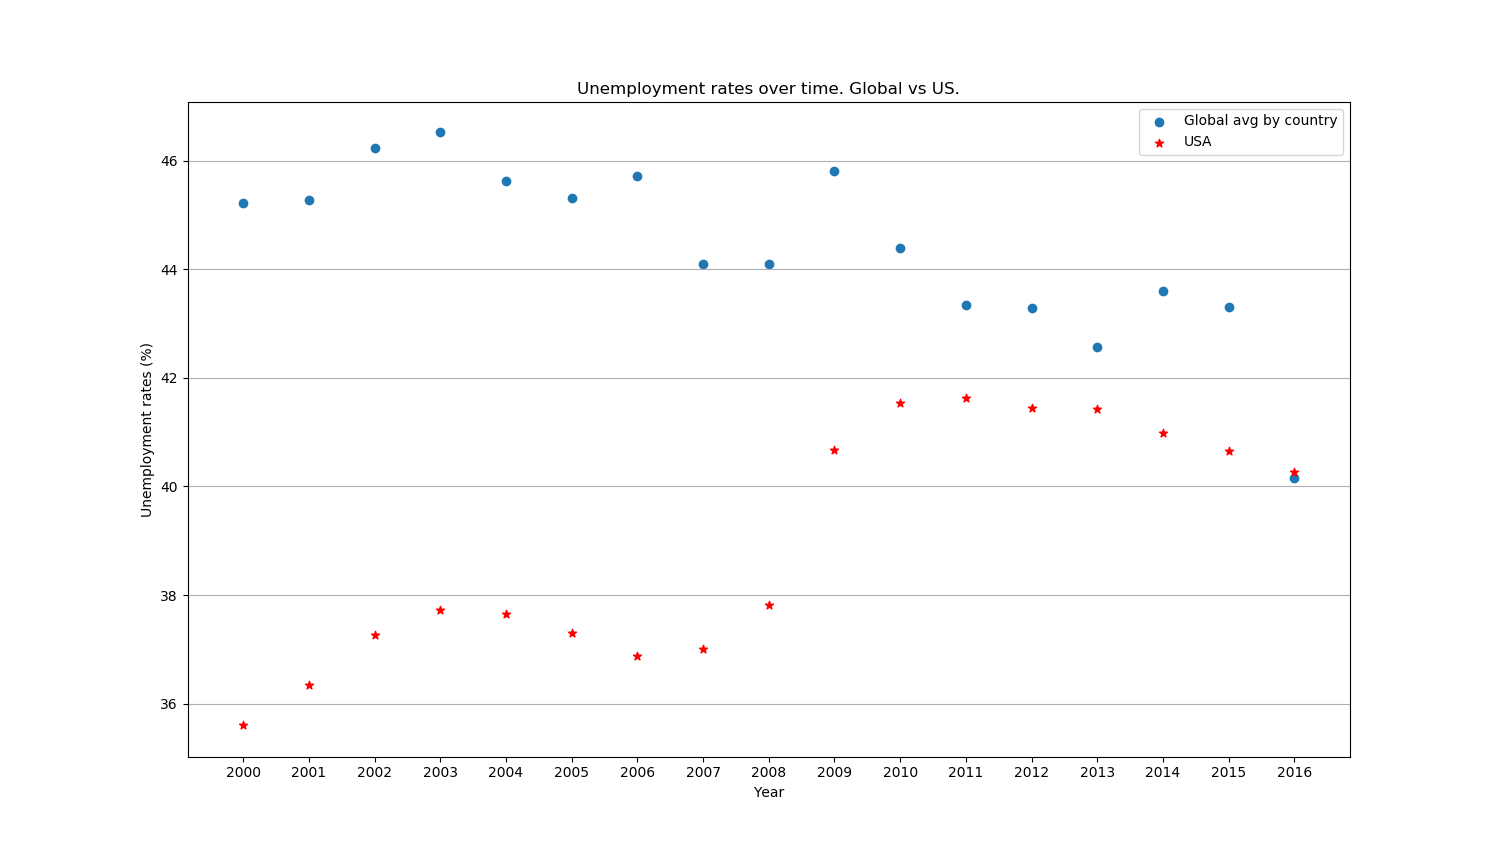 Unemployment rates over time. Global vs US.
Global avg by country
USA
46
44
42
40
38
36
Unemployment rates (%)
2000 2001 2002 2003 2004 2005 2006 2007 2008 2009 2010 2011 2012 2013 2014 2015 2016
Year